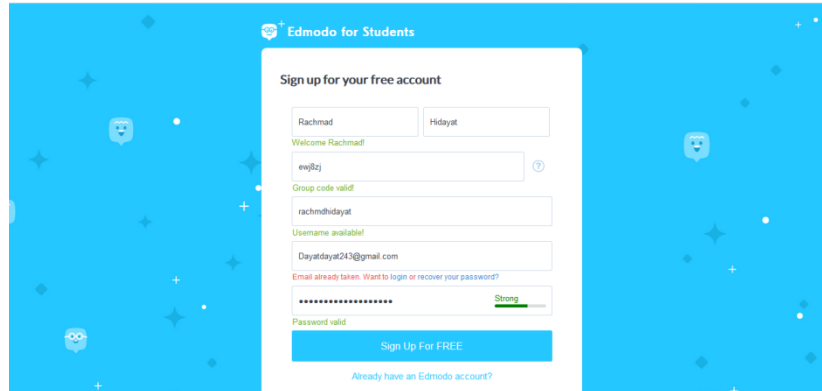 Edmodo for Students
Sign up for your free account
Rachmad Hidayat
Welcome Rachmad!
ewj8zj ?
Group code valid!
rachmdhidayat
Username available!
Dayatdayat243@gmail.com
Email already taken. Want to login or recover your password?
•••••••••••••••••• Strong
Password valid
Sign Up For FREE
Already have an Edmodo account?